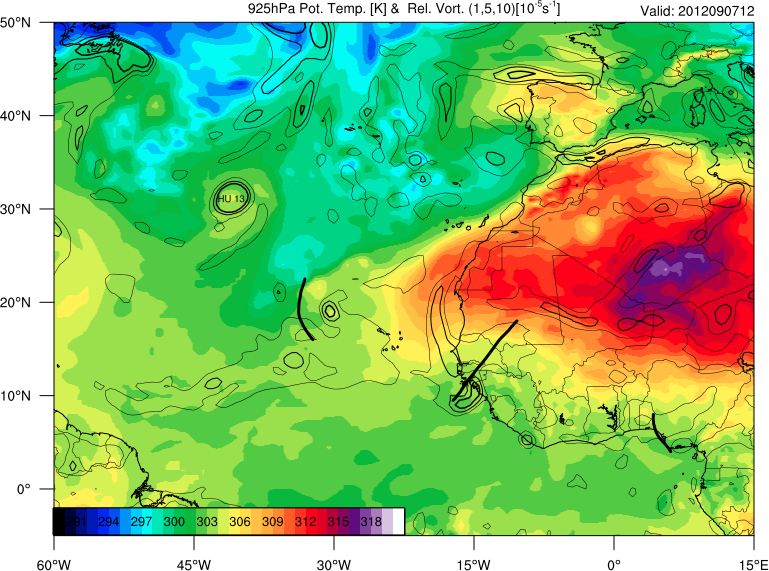 925hPa Pot. Temp. [K] & Rel. Vort. (1,5,10)[10⁻⁵s⁻¹]
Valid: 2012090712
50°N
40°N
HU 13
30°N
20°N
10°N
0°
291 294 297 300 303 306 309 312 315 318
60°W 45°W 30°W 15°W 0° 15°E